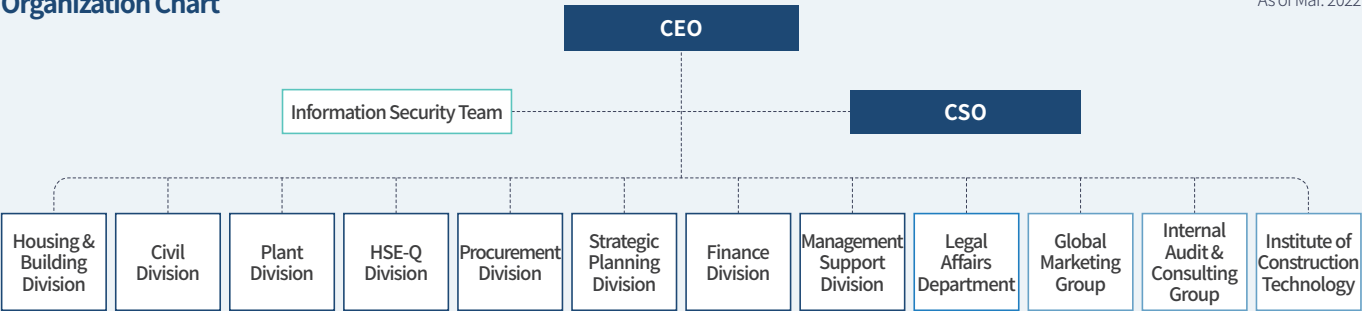 Organization Chart
As of Mar. 2022
CEO
Information Security Team
CSO
Housing &
Building
Division
Civil
Division
Plant
Division
HSE-Q
Division
Procurement
Division
Strategic
Planning
Division
Finance
Division
Management
Support
Division
Legal
Affairs
Department
Global
Marketing
Group
Internal
Audit &
Consulting
Group
Institute of
Construction
Technology